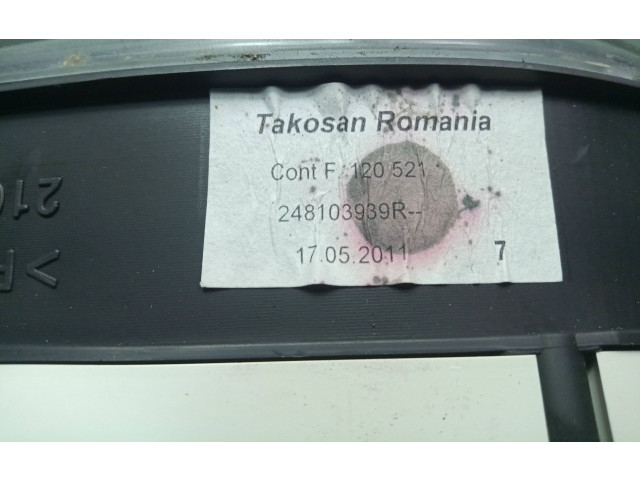 Takosan Romania
Cont F. 120 521
248103939R--
17.05.2011 7